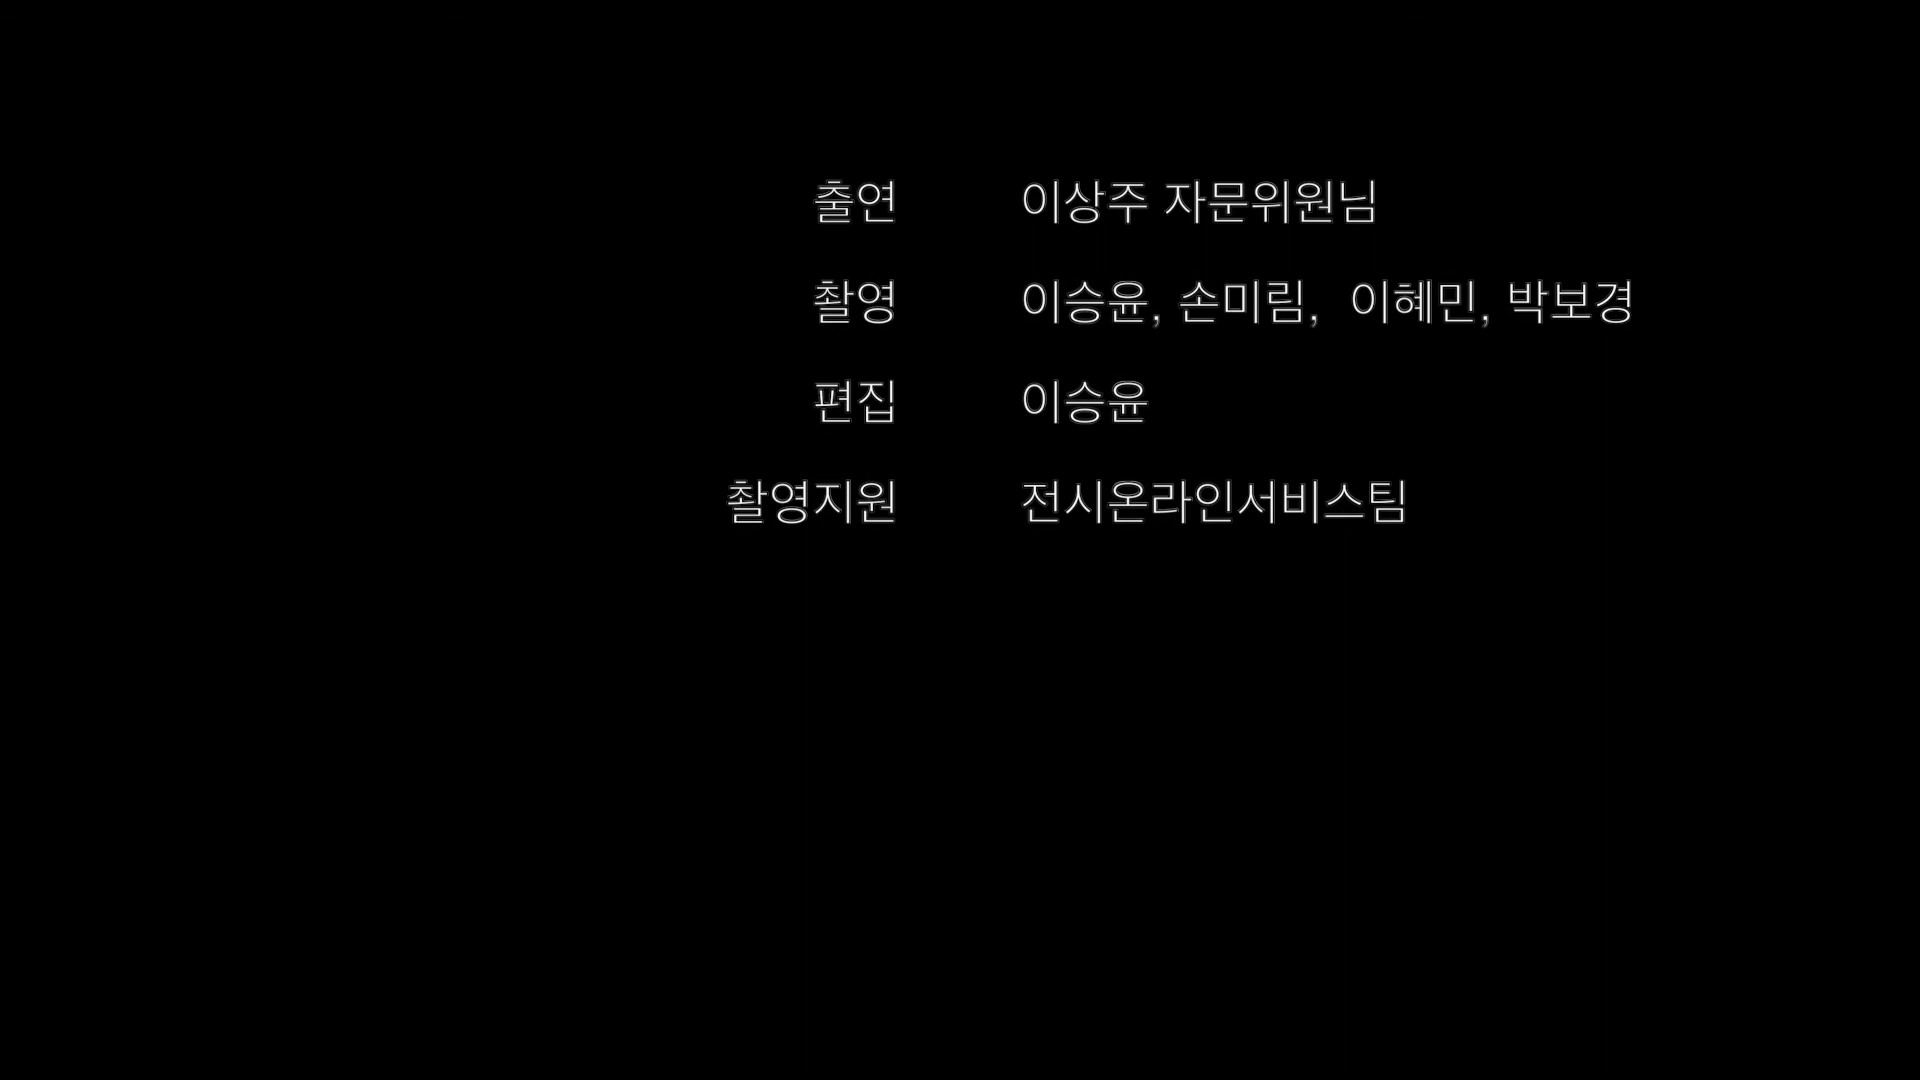 출연 이상주 자문위원님
촬영 이승윤, 손미림, 이혜민, 박보경
편집 이승윤
촬영지원 전시온라인서비스팀